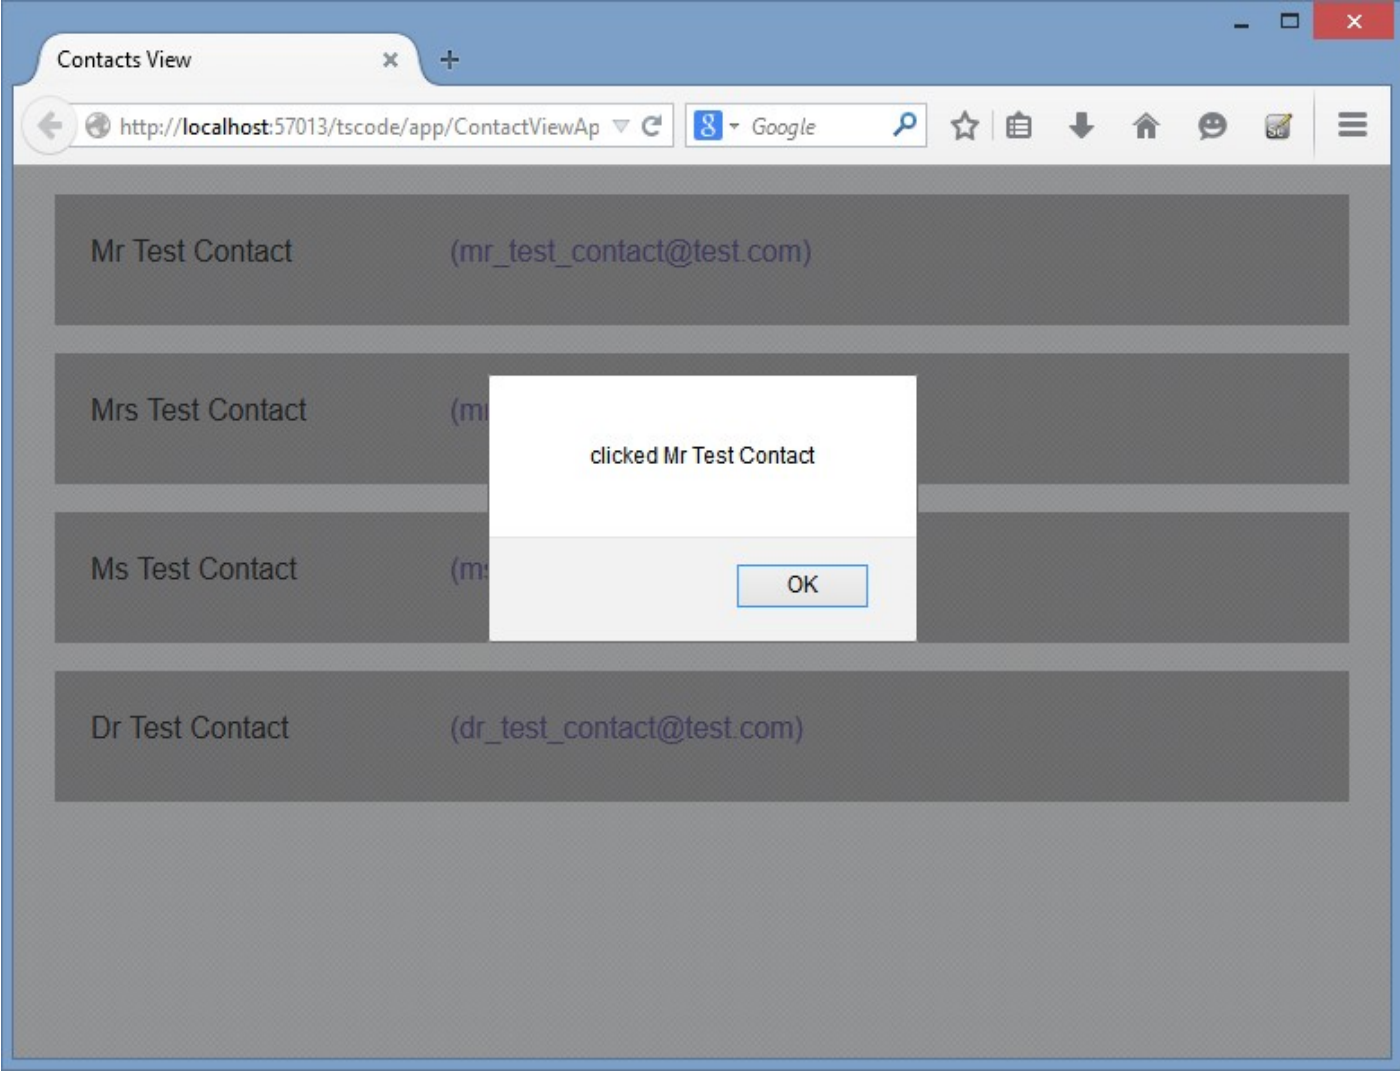 Contacts View
http://localhost:57013/tscode/app/ContactViewAp
8 Google
Mr Test Contact (mr_test_contact@test.com)
Mrs Test Contact
clicked Mr Test Contact
Ms Test Contact
OK
Dr Test Contact (dr_test_contact@test.com)